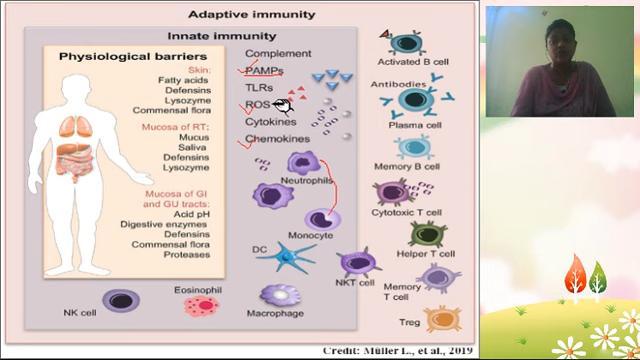 Adaptive immunity
Innate immunity
Physiological barriers
Skin:
Fatty acids
Defensins
Lysozyme
Commensal flora
Mucosa of RT:
Mucus
Saliva
Defensins
Lysozyme
Mucosa of GI
and GU tracts:
Acid pH
Digestive enzymes
Defensins
Commensal flora
Proteases
Complement
PAMPs
TLRs
ROS
Cytokines
Chemokines
Neutrophils
Monocyte
DC
NKT cell
NK cell
Eosinophil
Macrophage
Activated B cell
Antibodies
Plasma cell
Memory B cell
Cytotoxic T cell
Helper T cell
Memory
T cell
Treg
Credit: Müller L., et al., 2019